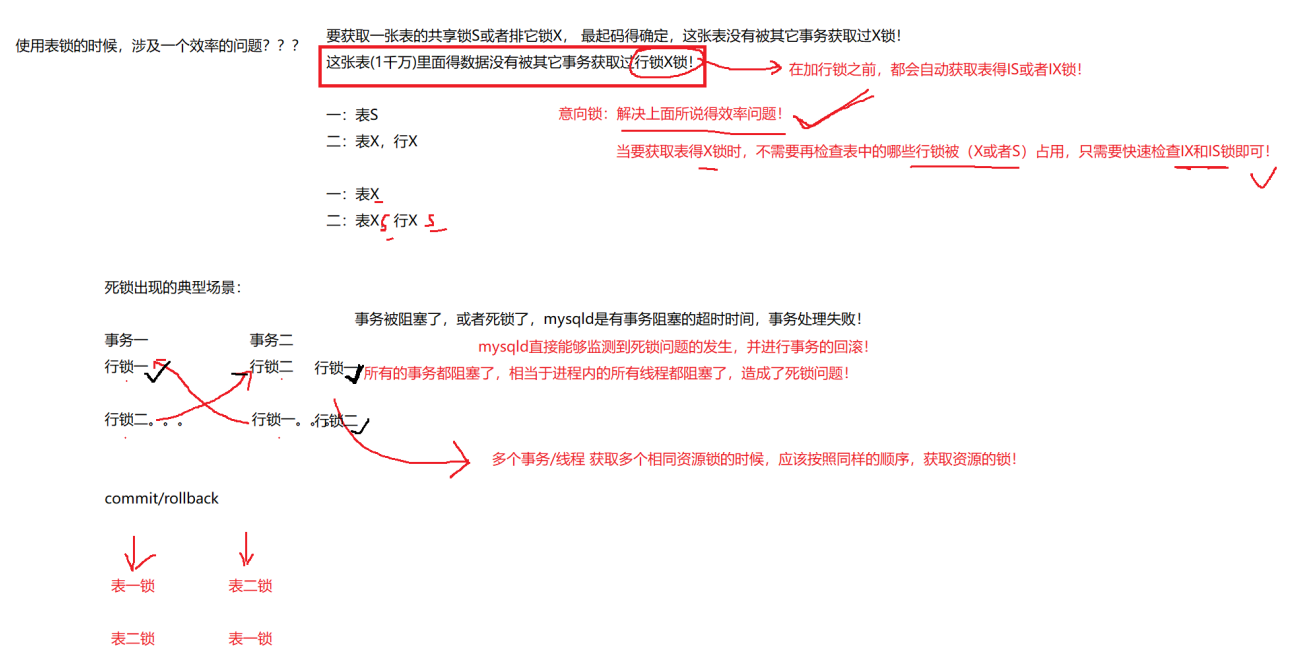 使用表锁的时候，涉及一个效率的问题？？？
要获取一张表的共享锁S或者排它锁X， 最起码得确定，这张表没有被其它事务获取过X锁！
这张表(1千万)里面得数据没有被其它事务获取过行锁X锁！
在加行锁之前，都会自动获取表得IS或者IX锁！
一：表S
二：表X，行X
意向锁：解决上面所说得效率问题！
当要获取表得X锁时，不需要再检查表中的哪些行锁被（X或者S）占用，只需要快速检查IX和IS锁即可！
一：表X
二：表X S 行X S
死锁出现的典型场景：
事务被阻塞了，或者死锁了，mysqld是有事务阻塞的超时时间，事务处理失败！
mysqld直接能够监测到死锁问题的发生，并进行事务的回滚！
所有的事务都阻塞了，相当于进程内的所有线程都阻塞了，造成了死锁问题！
事务一 事务二
行锁一 行锁二 行锁一
行锁二。。。 行锁一。。 行锁二
多个事务/线程 获取多个相同资源锁的时候，应该按照同样的顺序，获取资源的锁！
commit/rollback
表一锁 表二锁
表二锁 表一锁